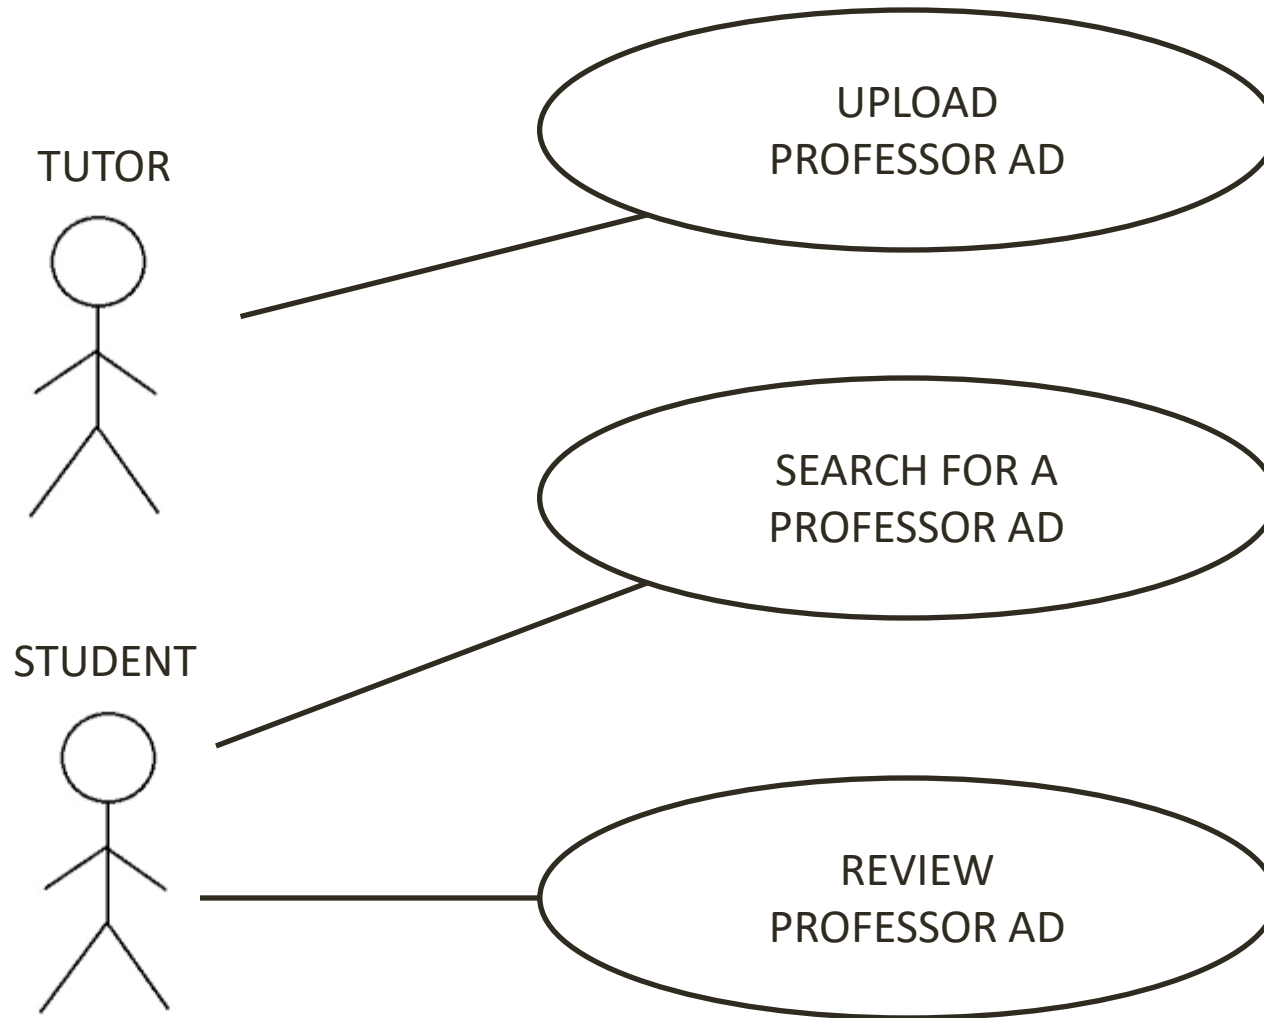 TUTOR
UPLOAD
PROFESSOR AD
SEARCH FOR A
PROFESSOR AD
STUDENT
REVIEW
PROFESSOR AD